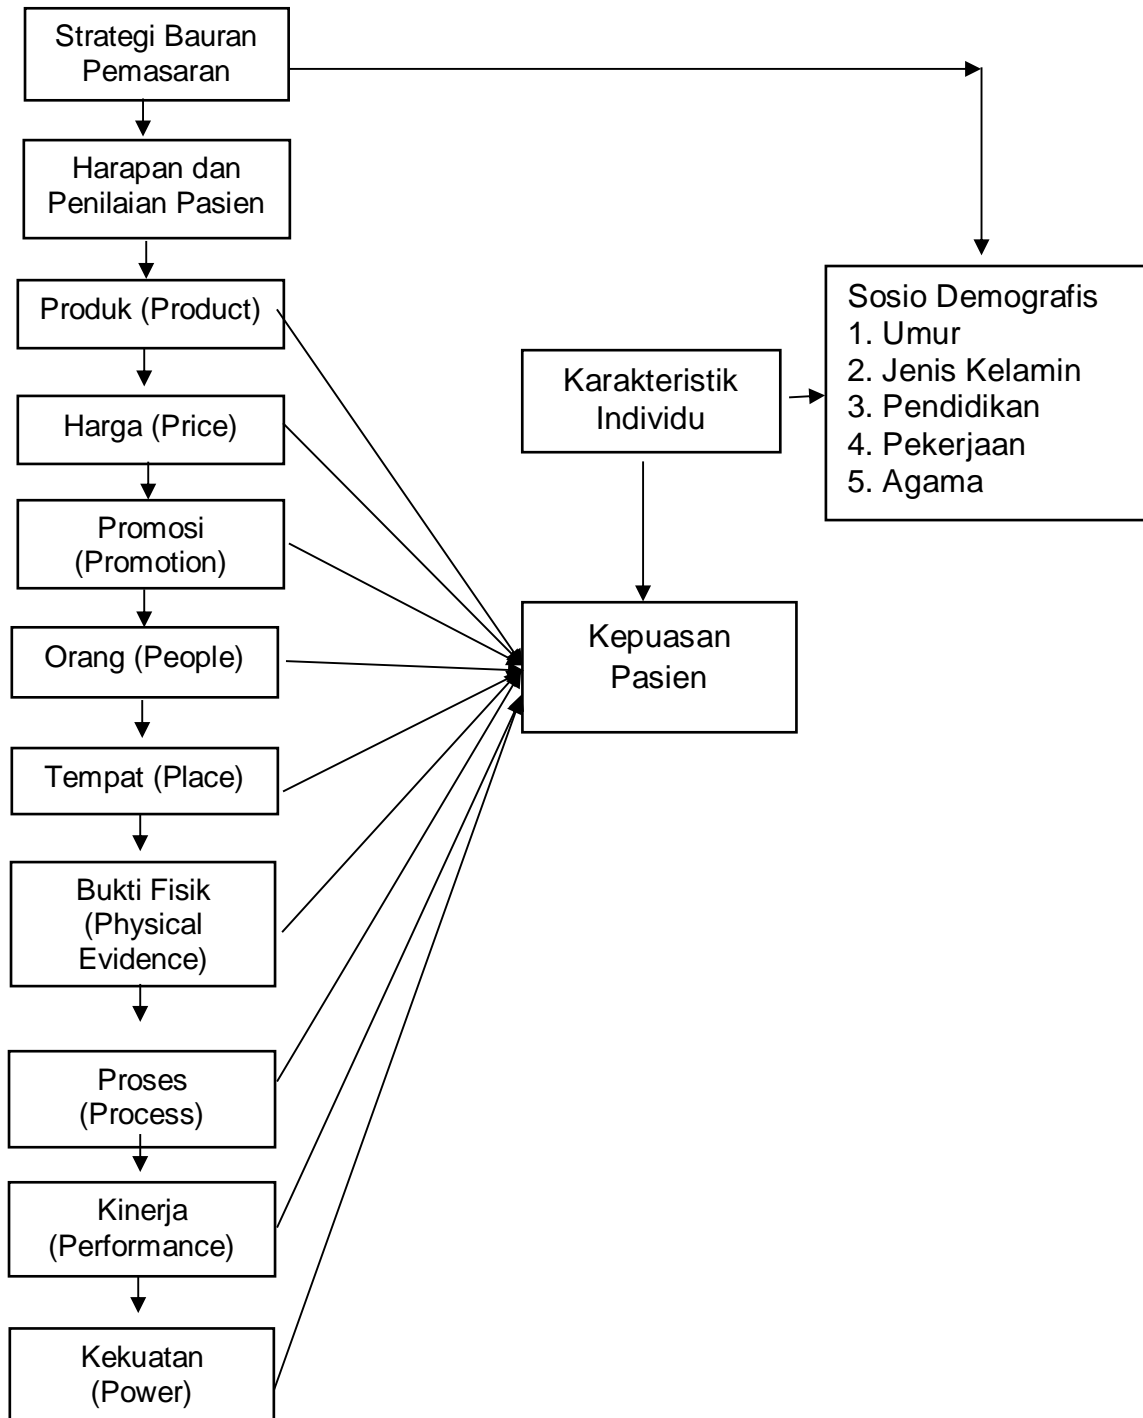 Strategi Bauran
Pemasaran
Harapan dan
Penilaian Pasien
Produk (Product)
Harga (Price)
Promosi
(Promotion)
Orang (People)
Tempat (Place)
Bukti Fisik
(Physical
Evidence)
Proses
(Process)
Kinerja
(Performance)
Kekuatan
(Power)
Karakteristik
Individu
Kepuasan
Pasien
Sosio Demografis
1. Umur
2. Jenis Kelamin
3. Pendidikan
4. Pekerjaan
5. Agama